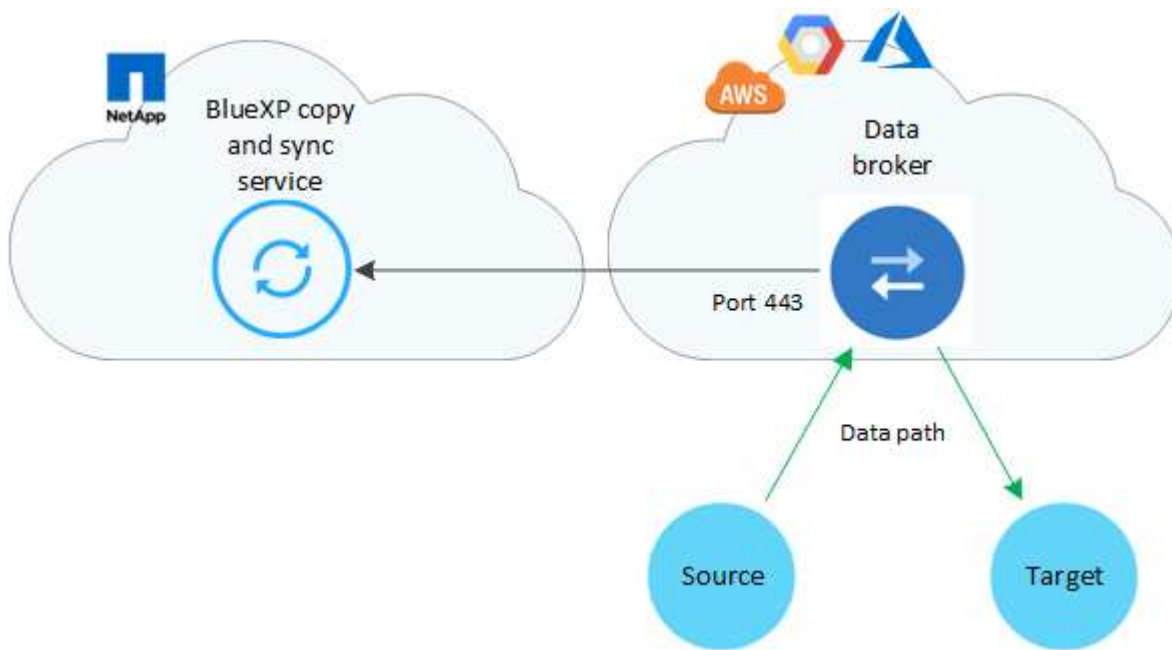 NetApp
BlueXP copy
and sync
service
AWS
Data
broker
Port 443
Data path
Source
Target